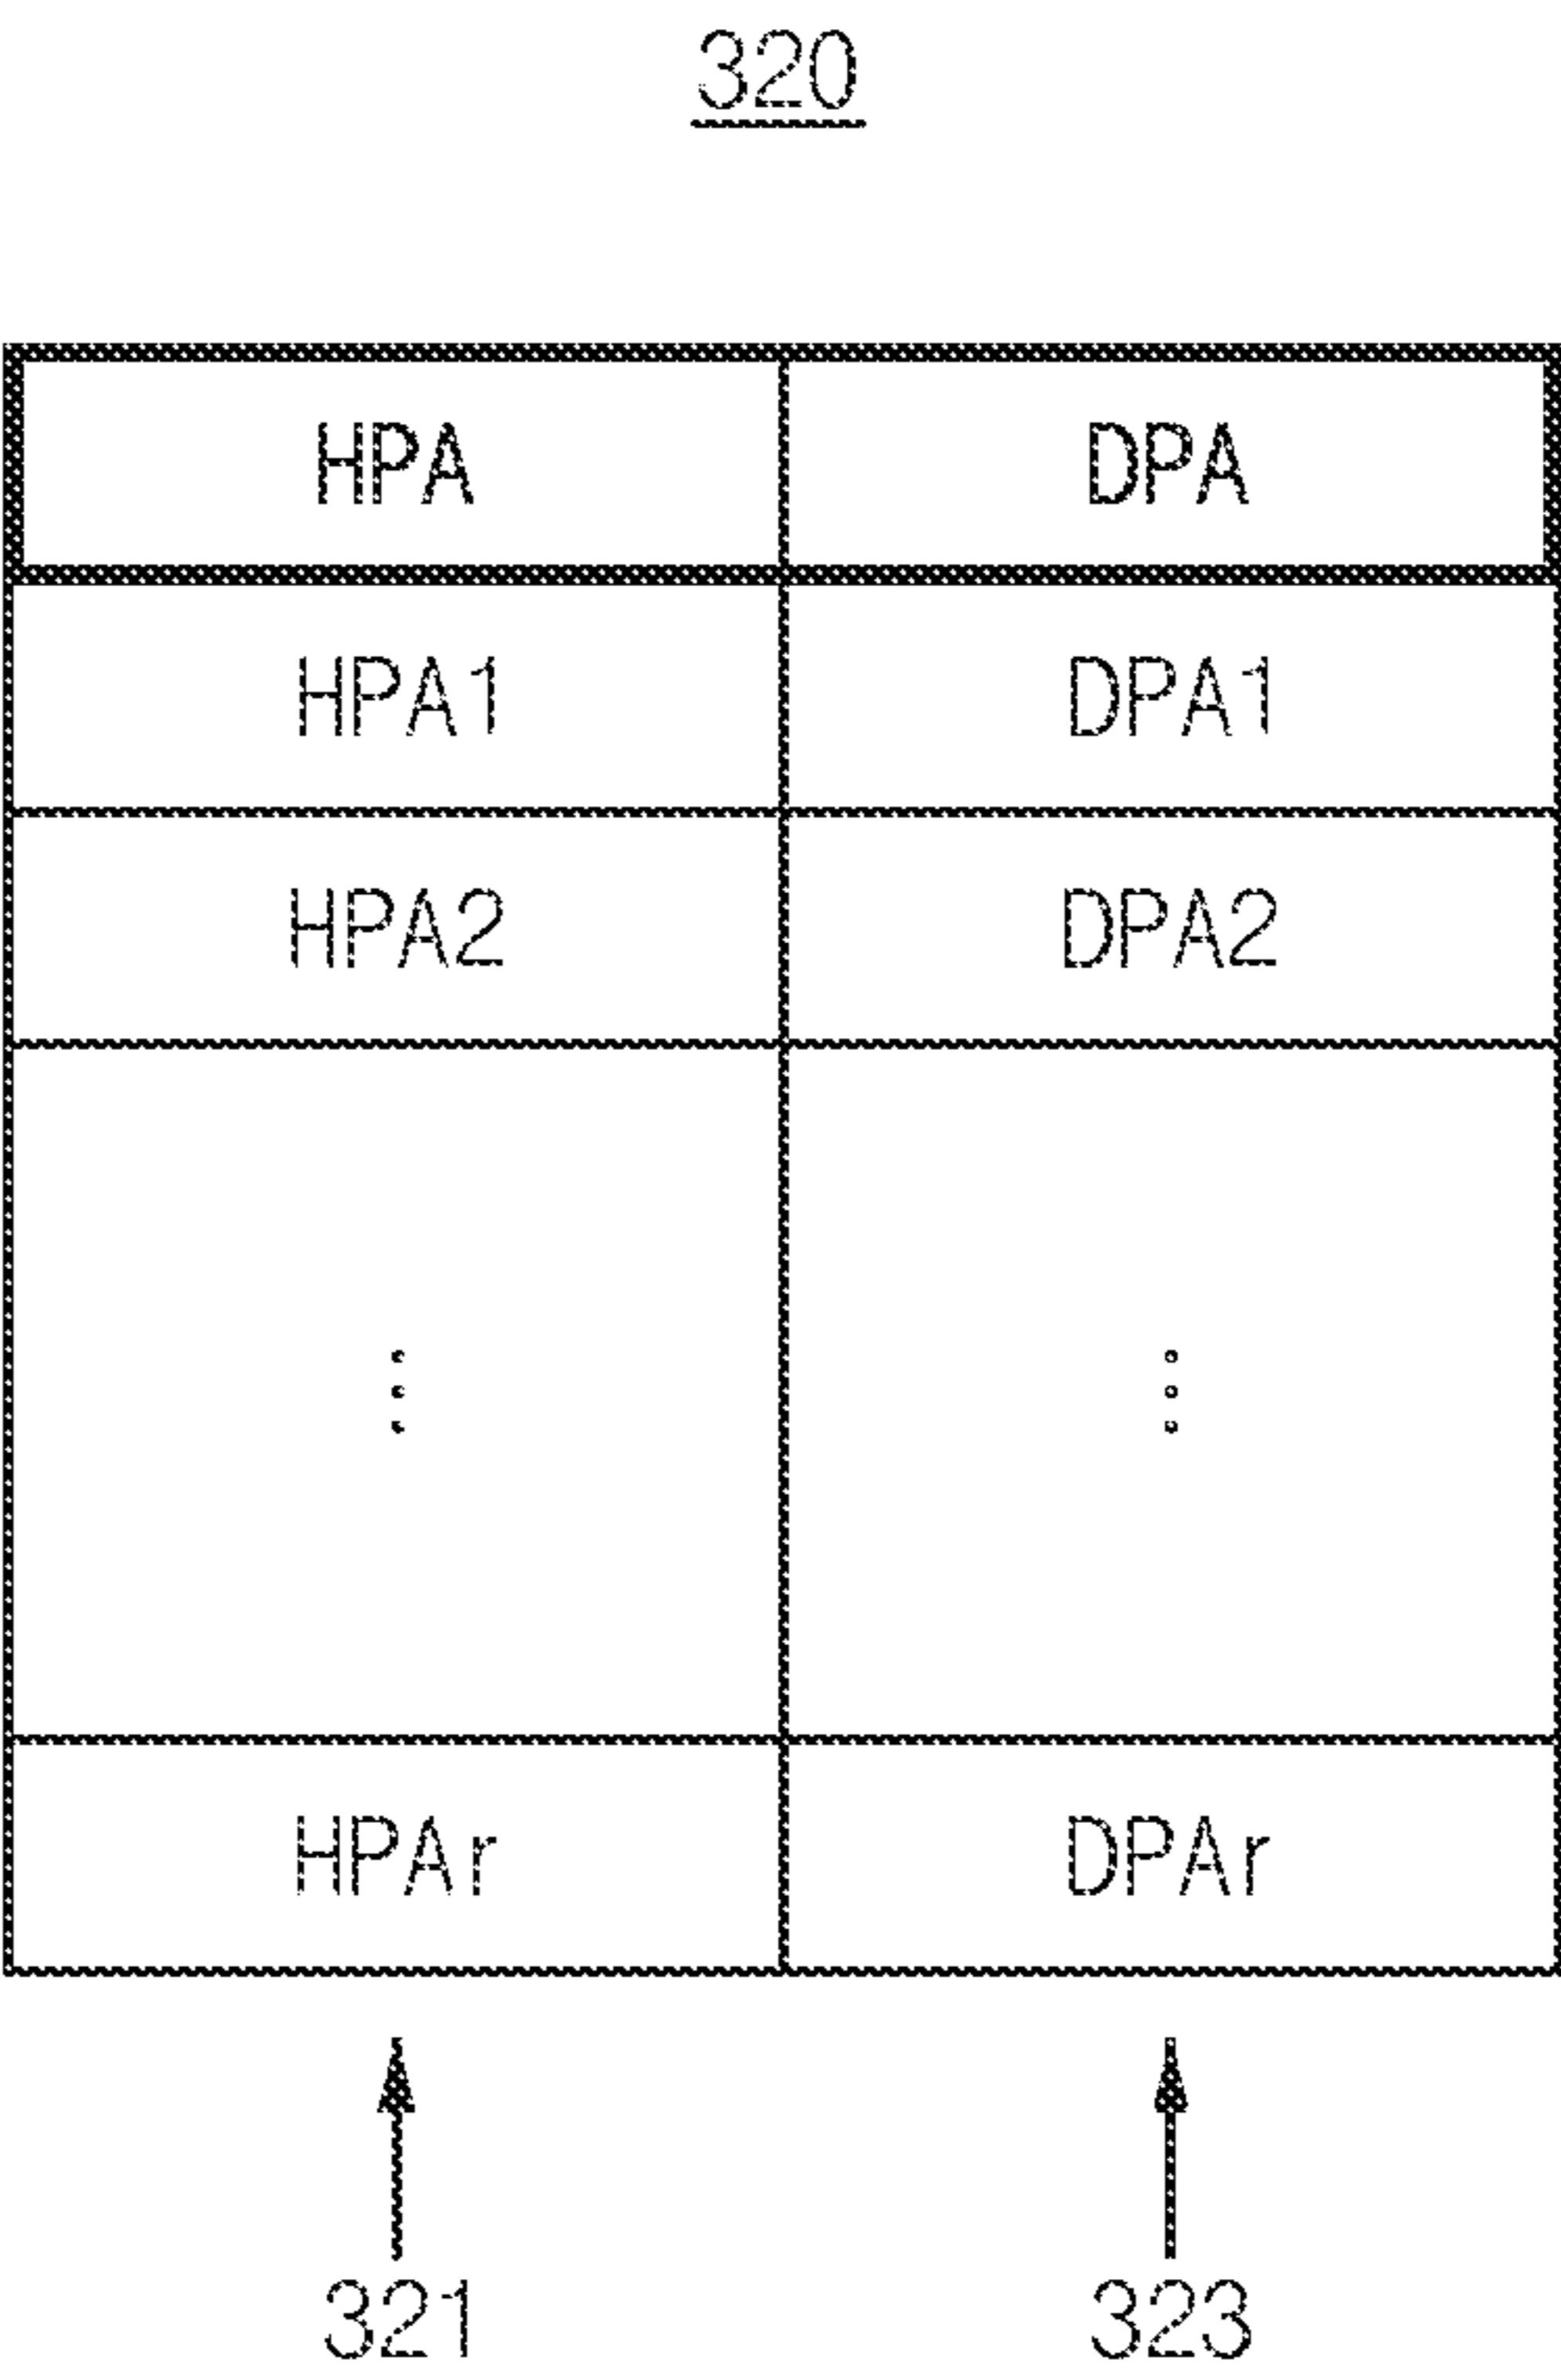 320
HPA DPA
HPA1 DPA1
HPA2 DPA2
⋮ ⋮
HPAr DPAr
321 323